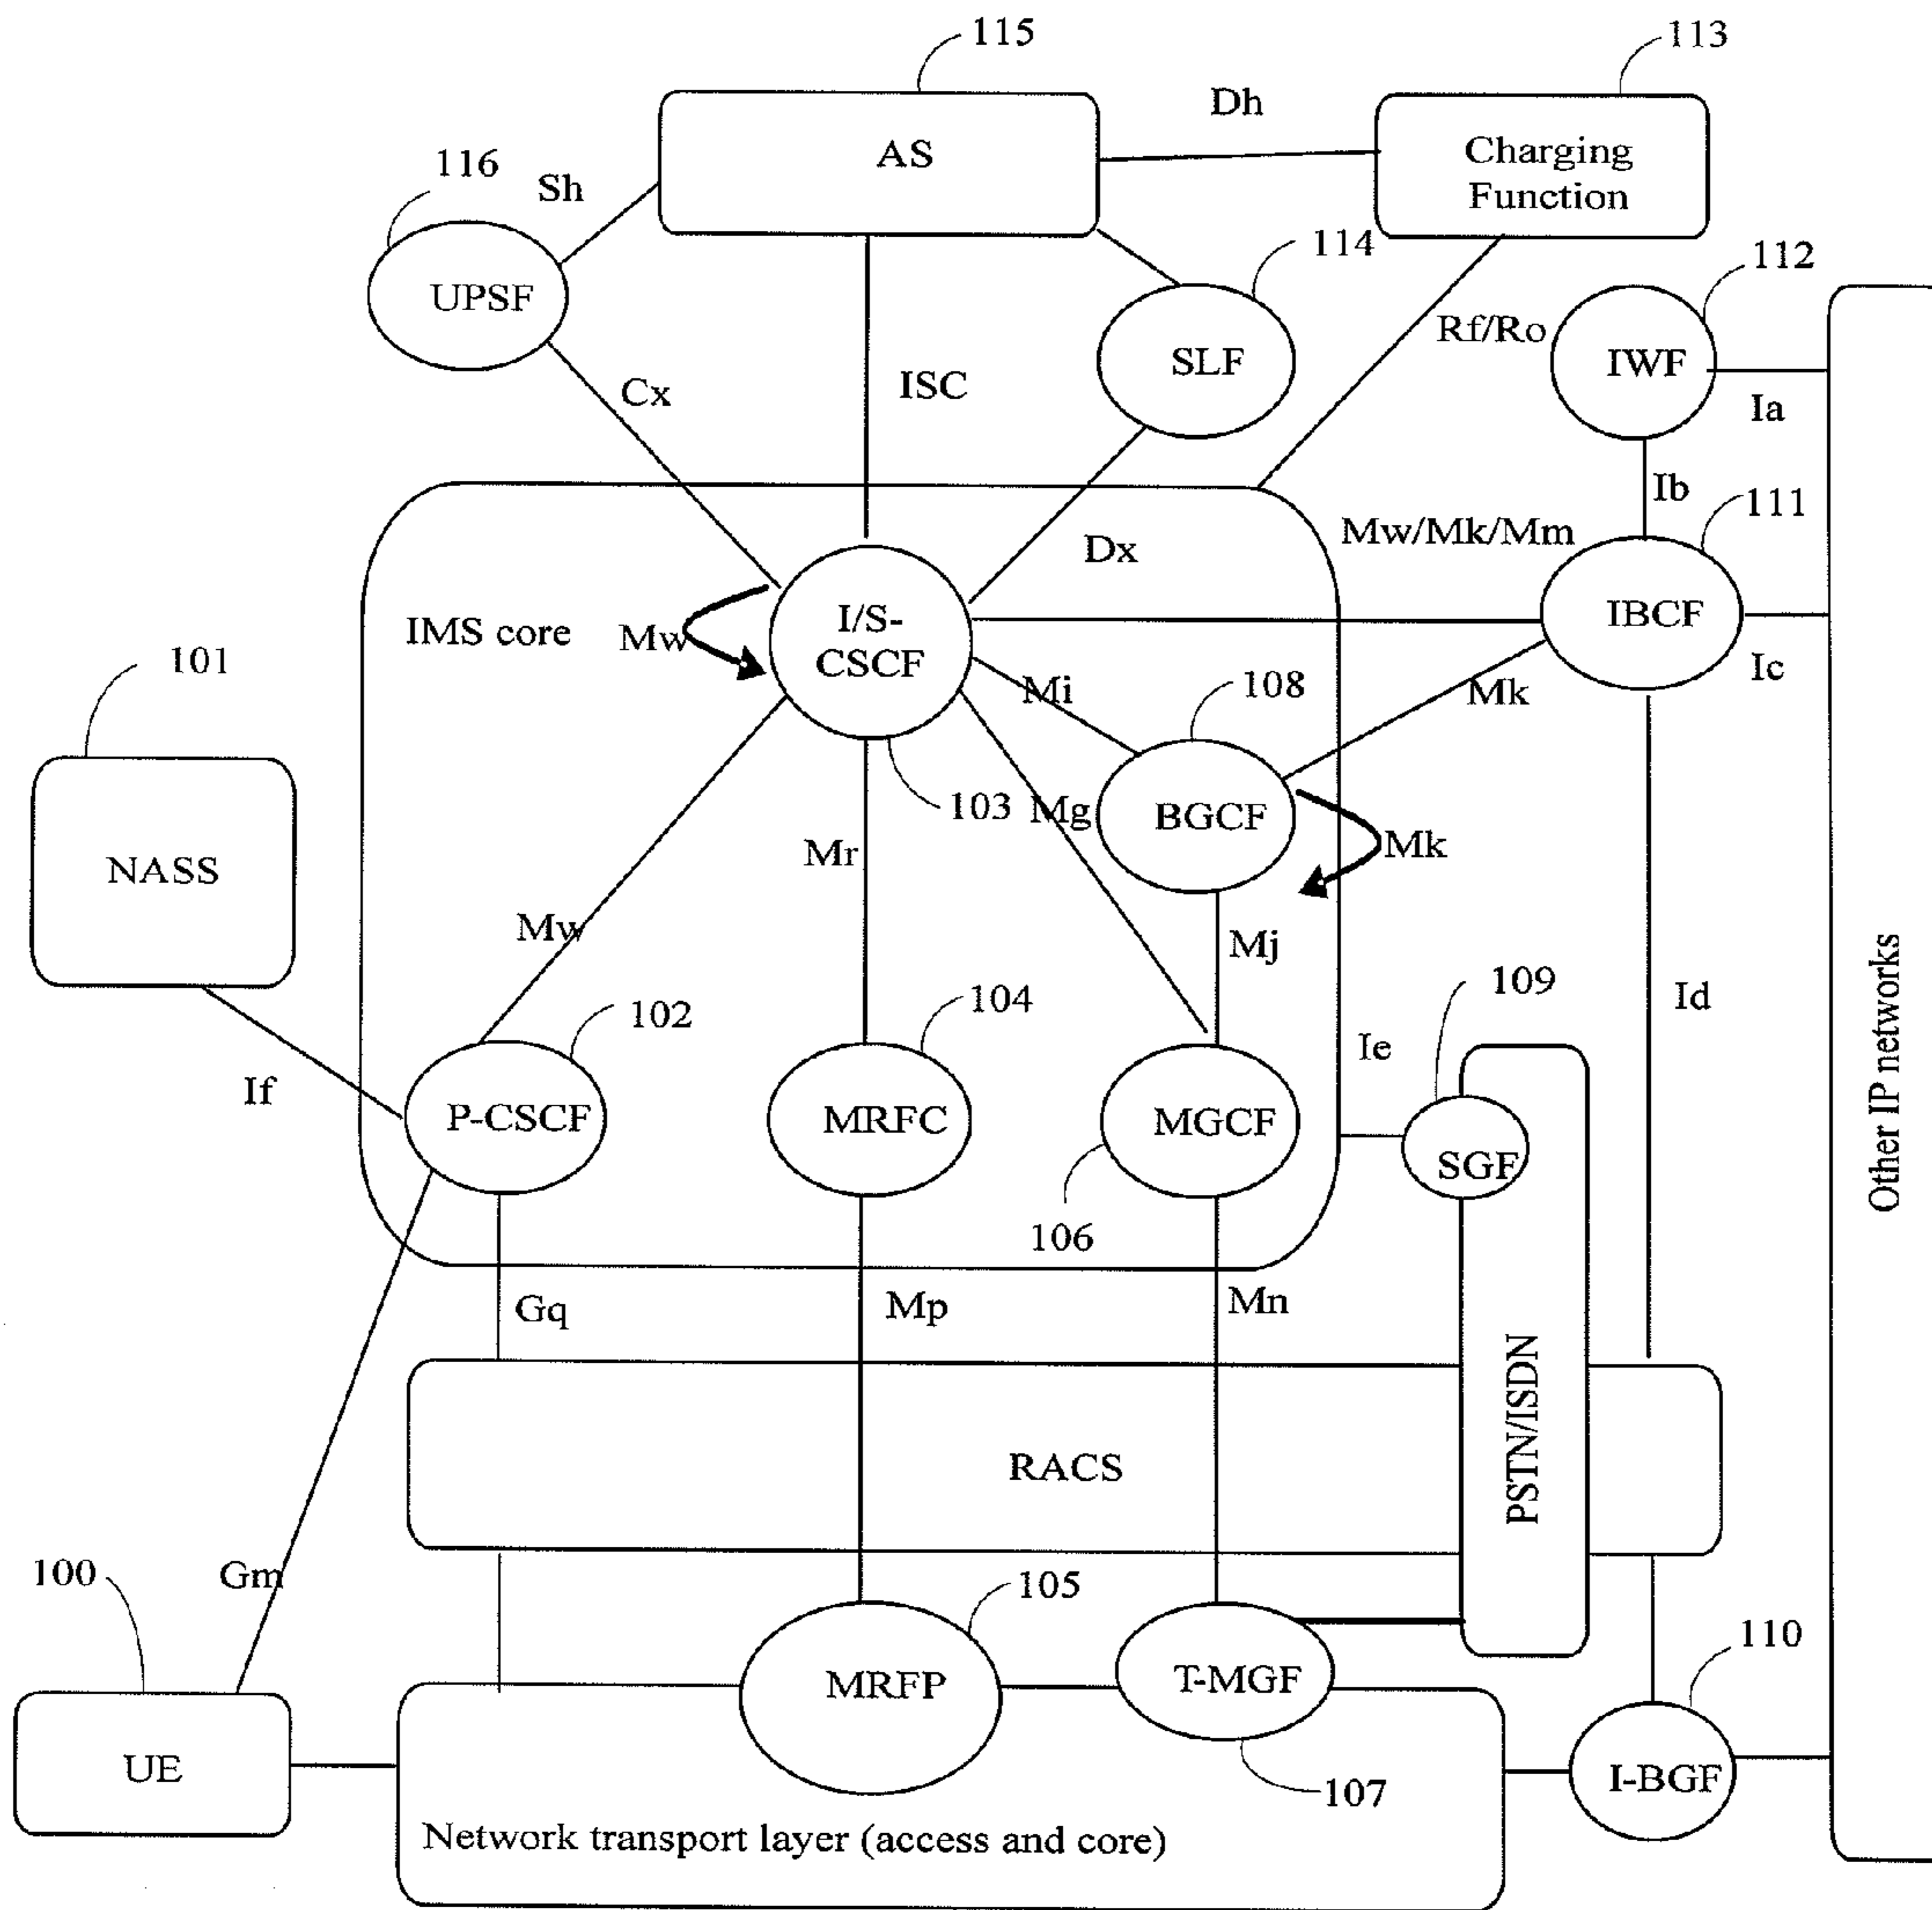 115
113
Dh
AS
Charging
Function
116
Sh
114
112
UPSF
Rf/Ro
IWF
SLF
Cx
ISC
Ia
Ib
111
Mw/Mk/Mm
Dx
I/S-
CSCF
IBCF
IMS core
Mw
101
Ic
Mi
108
Mk
103
Mg
BGCF
Mk
Mr
NASS
Mw
Mj
Other IP networks
109
104
Id
102
Ie
If
P-CSCF
MRFC
MGCF
SGF
106
Gq
Mp
Mn
PSTN/ISDN
RACS
100
Gm
105
110
MRFP
T-MGF
UE
I-BGF
107
Network transport layer (access and core)